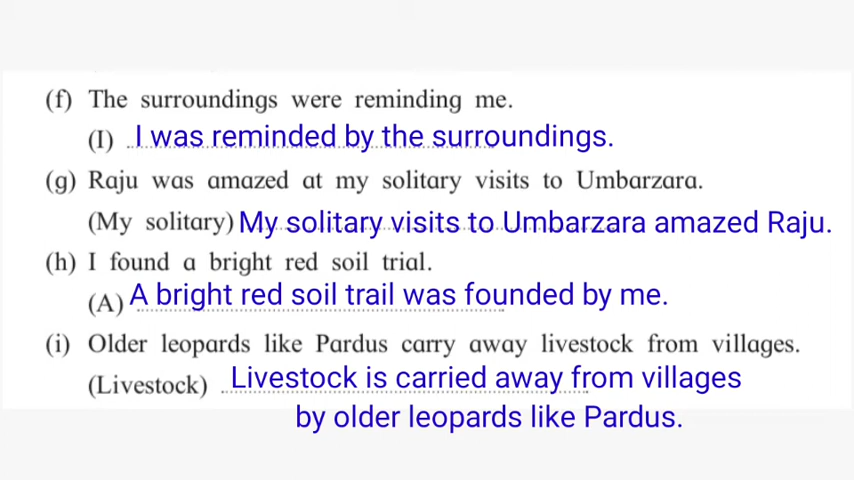 (f) The surroundings were reminding me.
(I) I was reminded by the surroundings.
(g) Raju was amazed at my solitary visits to Umbarzara.
(My solitary) My solitary visits to Umbarzara amazed Raju.
(h) I found a bright red soil trial.
(A) A bright red soil trail was founded by me.
(i) Older leopards like Pardus carry away livestock from villages.
(Livestock) Livestock is carried away from villages
by older leopards like Pardus.